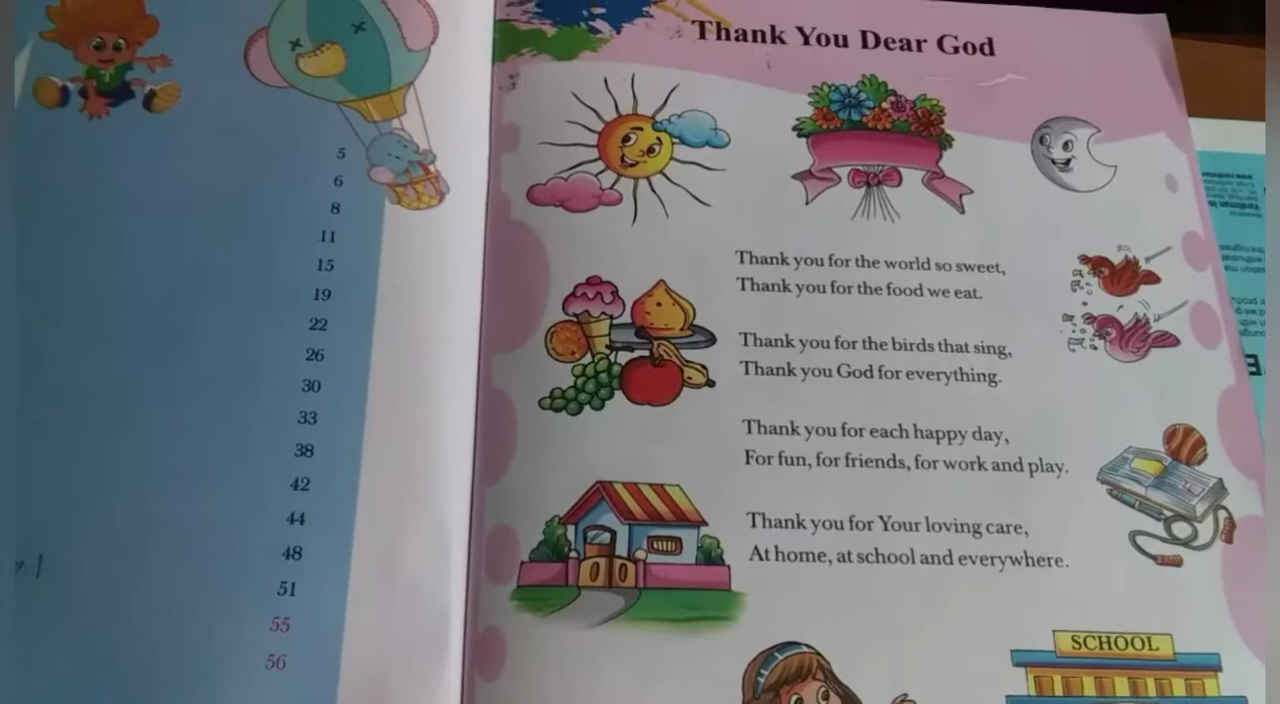 5
6
8
11
15
19
22
26
30
33
38
42
44
48
51
55
56
Thank You Dear God
Thank you for the world so sweet,
Thank you for the food we eat.
Thank you for the birds that sing,
Thank you God for everything.
Thank you for each happy day,
For fun, for friends, for work and play.
Thank you for Your loving care,
At home, at school and everywhere.
SCHOOL